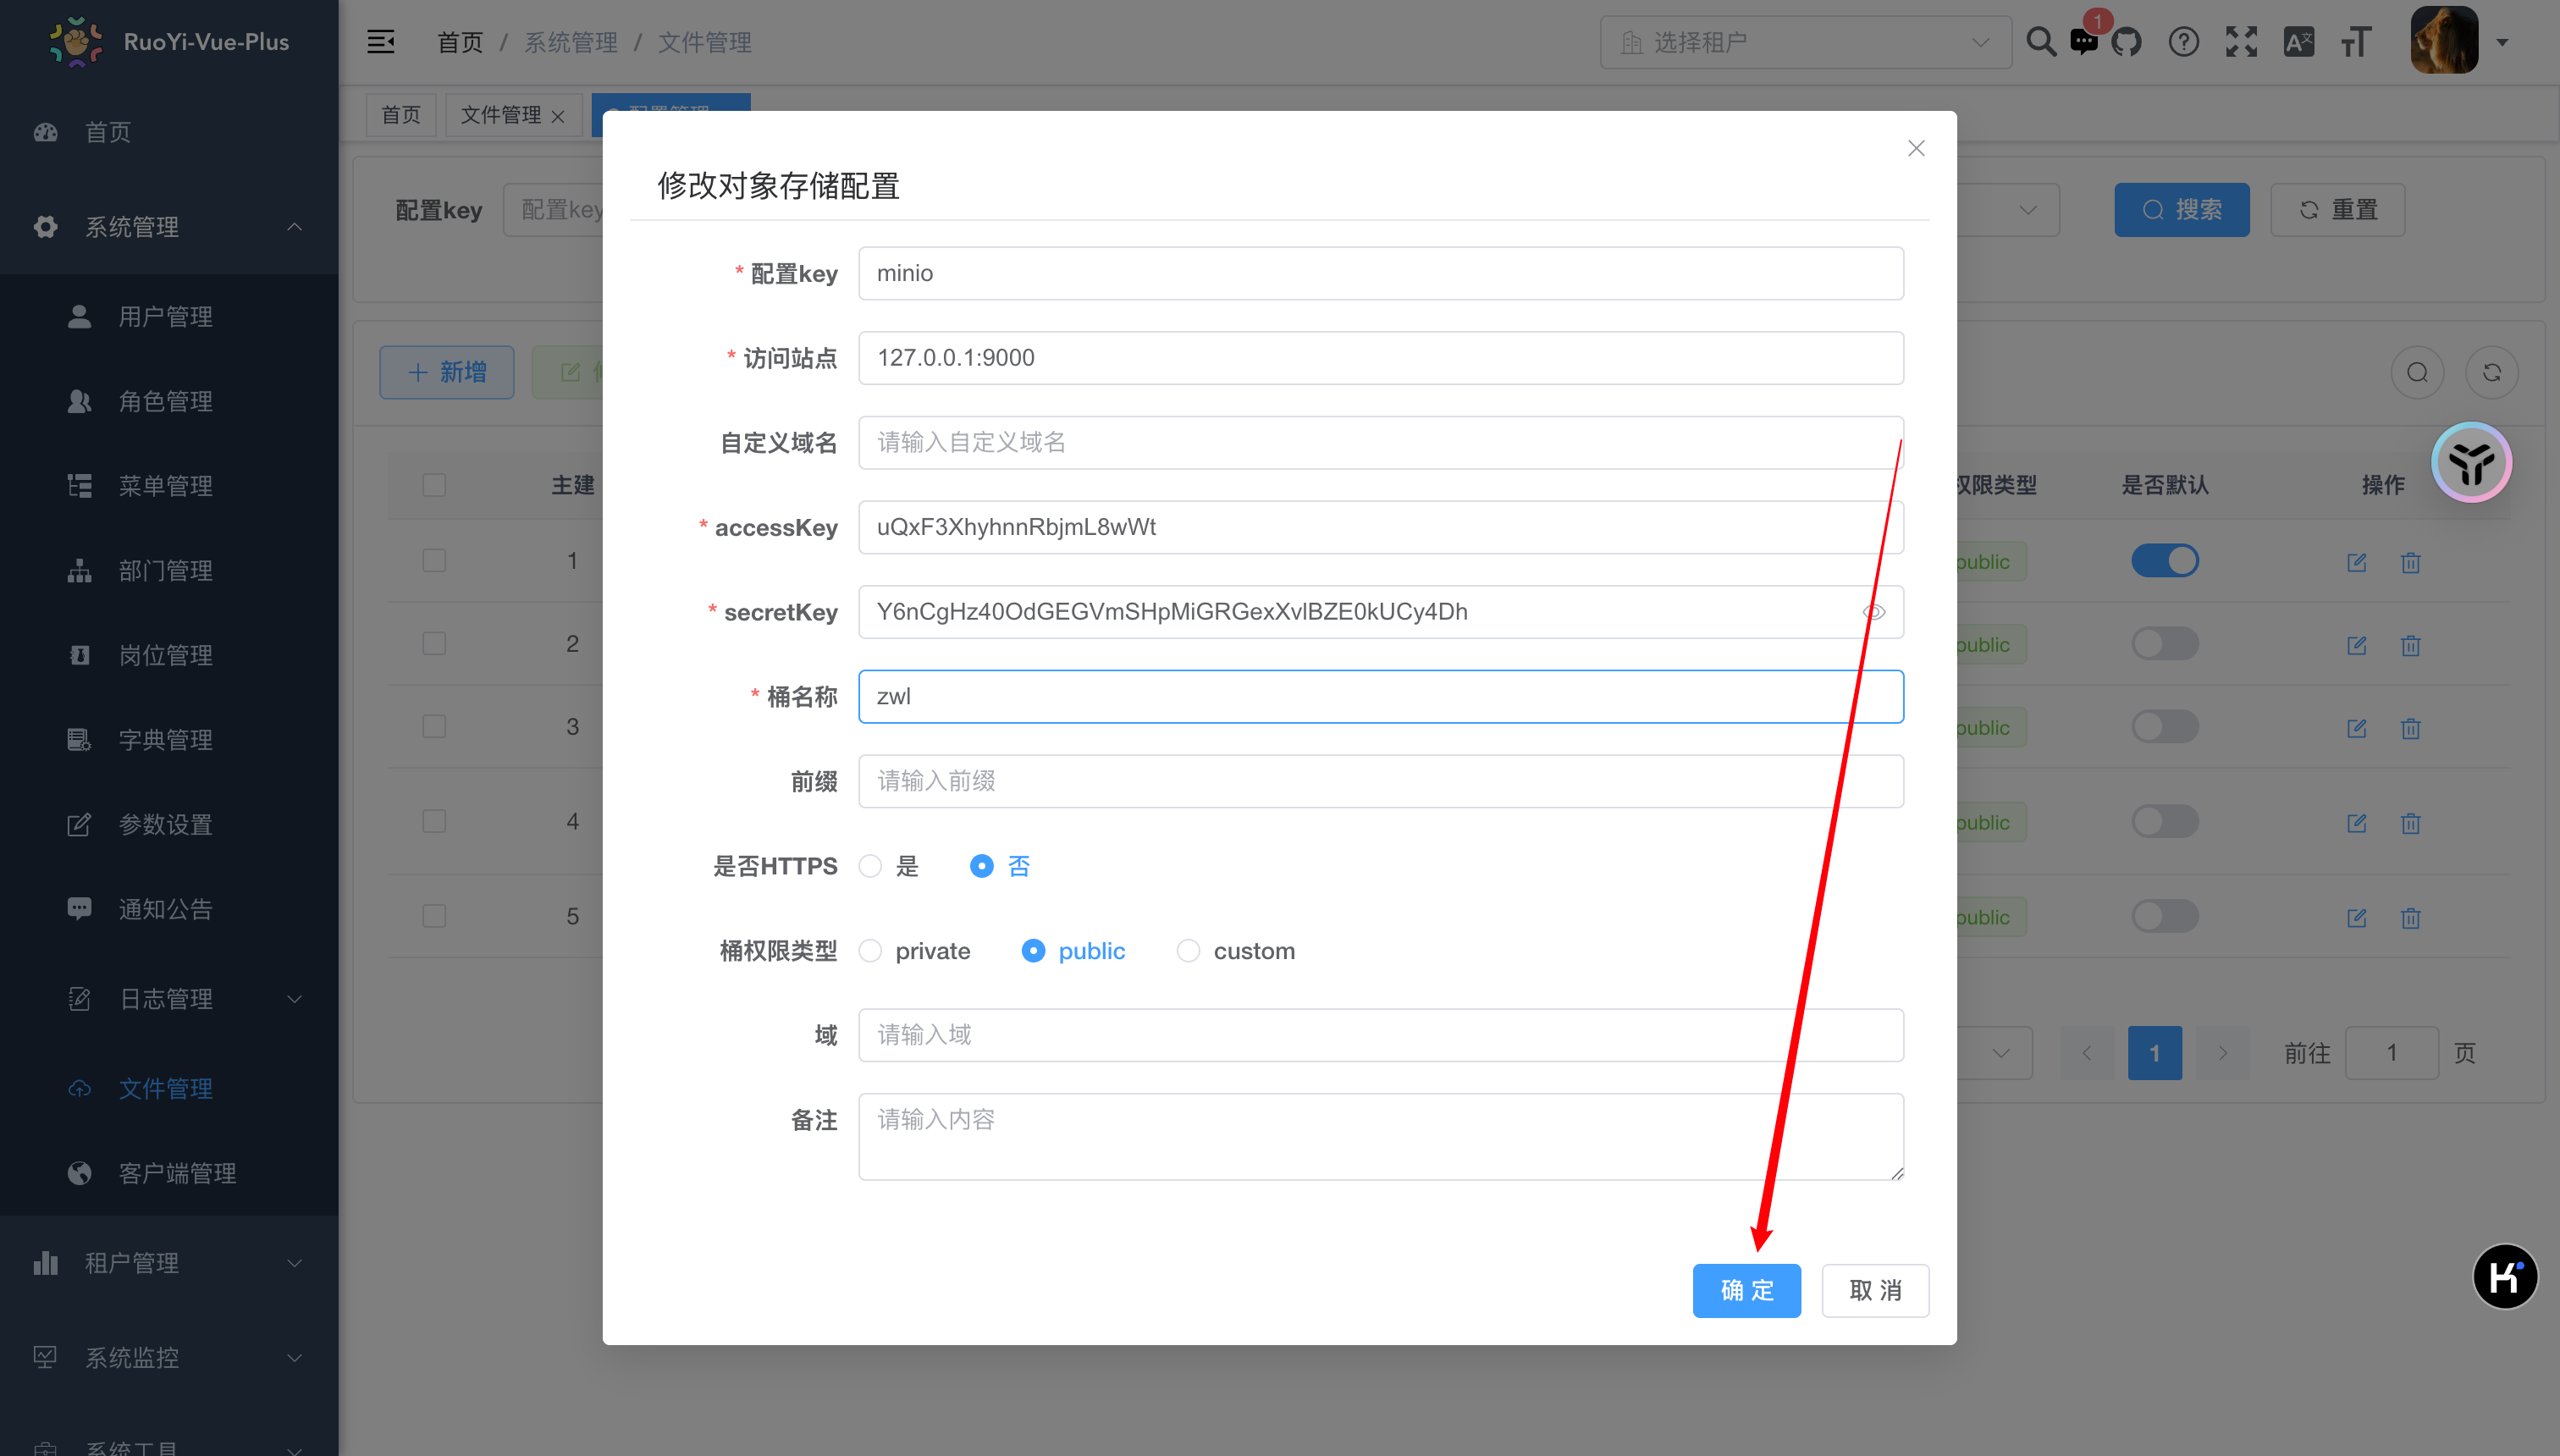 RuoYi-Vue-Plus
首页 / 系统管理 / 文件管理
选择租户
1
首页
文件管理
配置管理
首页
系统管理
用户管理
角色管理
菜单管理
部门管理
岗位管理
字典管理
参数设置
通知公告
日志管理
文件管理
客户端管理
租户管理
系统监控
系统工具
配置key
配置key
搜索
重置
新增
主建
权限类型
是否默认
操作
1
public
2
public
3
public
4
public
5
public
1
前往
1
页
修改对象存储配置
* 配置key
minio
* 访问站点
127.0.0.1:9000
自定义域名
请输入自定义域名
* accessKey
uQxF3XhyhnnRbjmL8wWt
* secretKey
Y6nCgHz40OdGEGVmSHpMiGRGexXvlBZE0kUCy4Dh
* 桶名称
zwl
前缀
请输入前缀
是否HTTPS
是
否
桶权限类型
private
public
custom
域
请输入域
备注
请输入内容
确 定
取 消